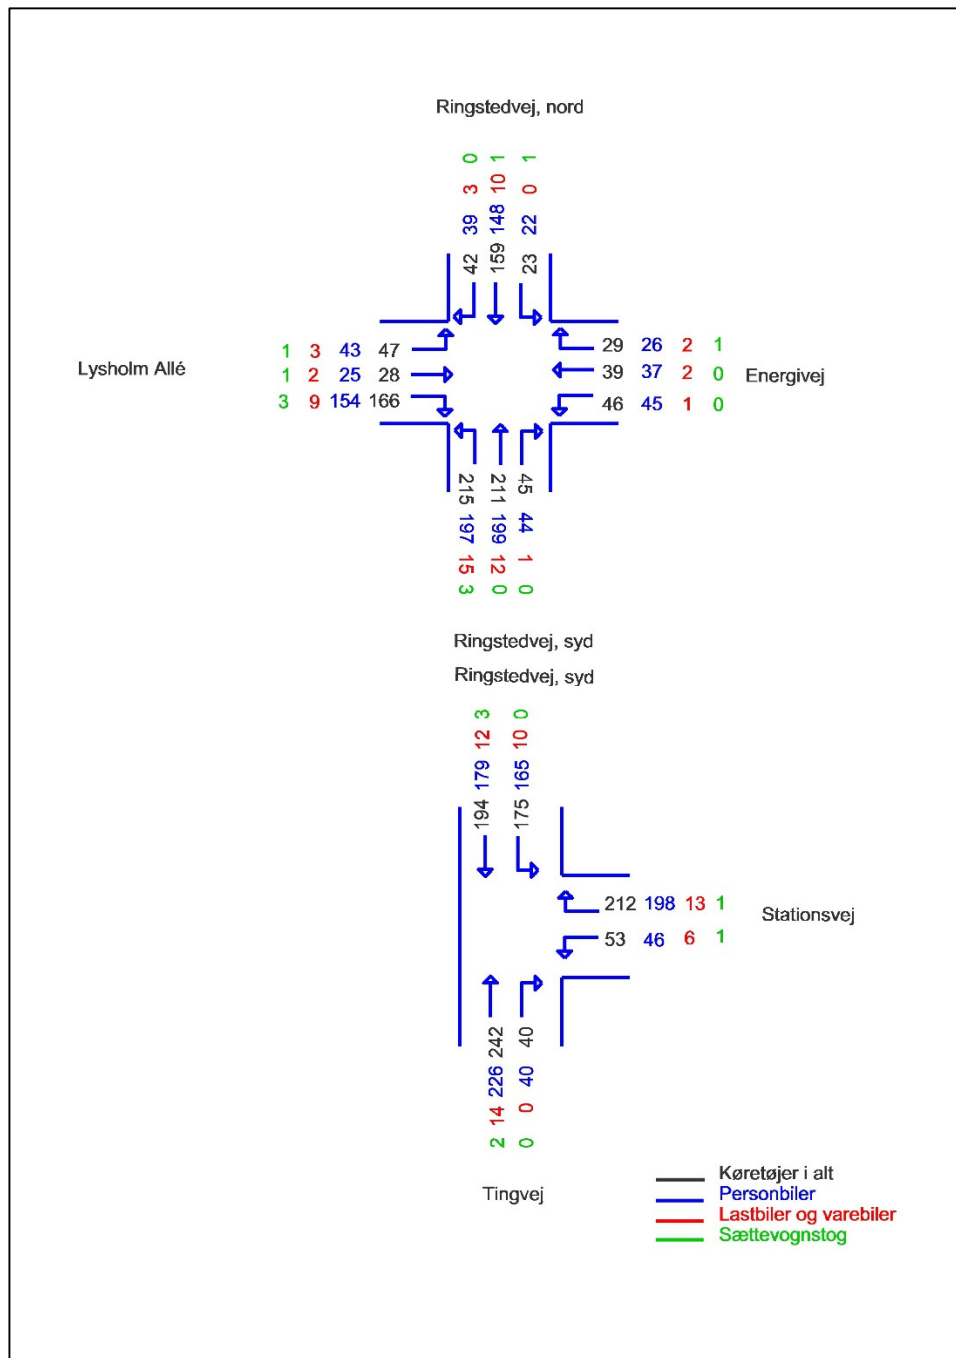 Ringstedvej, nord
0 1 1
3 10 0
39 148 22
42 159 23
Lysholm Allé
1 3 43 47
1 2 25 28
3 9 154 166
29 26 2 1
39 37 2 0
46 45 1 0
Energivej
215 211 45
197 199 44
15 12 1
3 0 0
Ringstedvej, syd
Ringstedvej, syd
3 0
12 10
179 165
194 175
212 198 13 1
53 46 6 1
Stationsvej
242 40
226 40
14 0
2 0
Tingvej
Køretøjer i alt
Personbiler
Lastbiler og varebiler
Sættevognstog